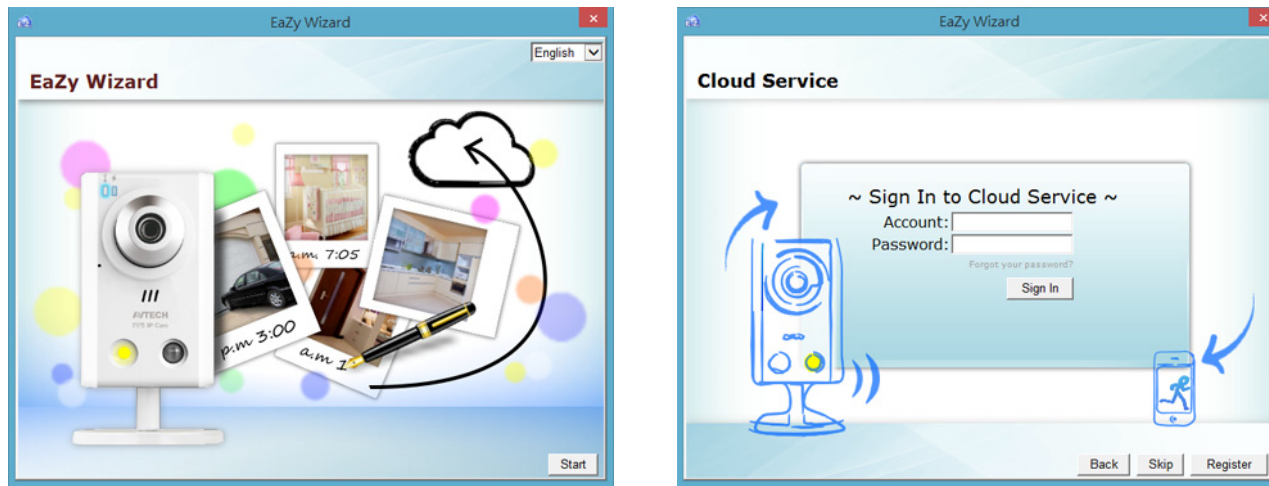 EaZy Wizard
English
EaZy Wizard
AVTECH
a.m. 7:05
p.m 3:00
a.m 1
Start
EaZy Wizard
Cloud Service
~ Sign In to Cloud Service ~
Account:
Password:
Forgot your password?
Sign In
Back
Skip
Register